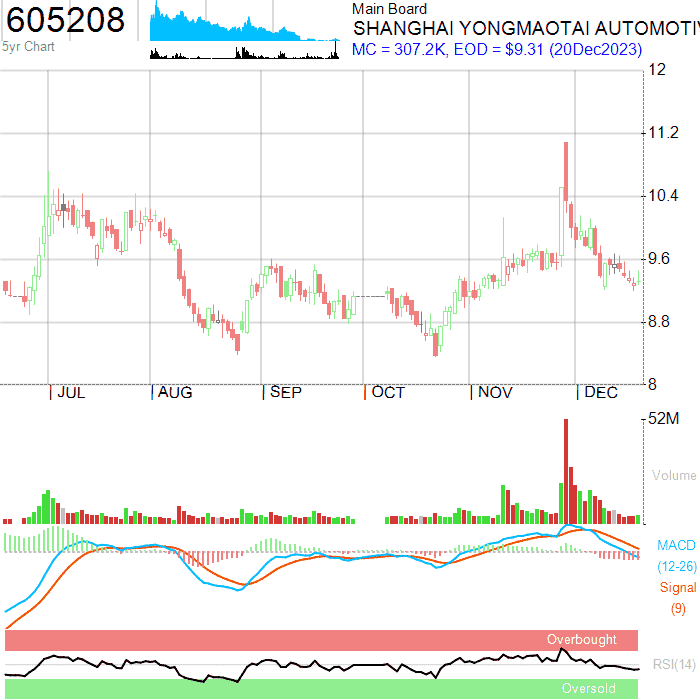 605208
5yr Chart
Main Board
SHANGHAI YONGMAOTAI AUTOMOTIV
MC = 307.2K, EOD = $9.31 (20Dec2023)
12
11.2
10.4
9.6
8.8
8
JUL
AUG
SEP
OCT
NOV
DEC
52M
Volume
MACD
(12-26)
Signal
(9)
Overbought
RSI(14)
Oversold